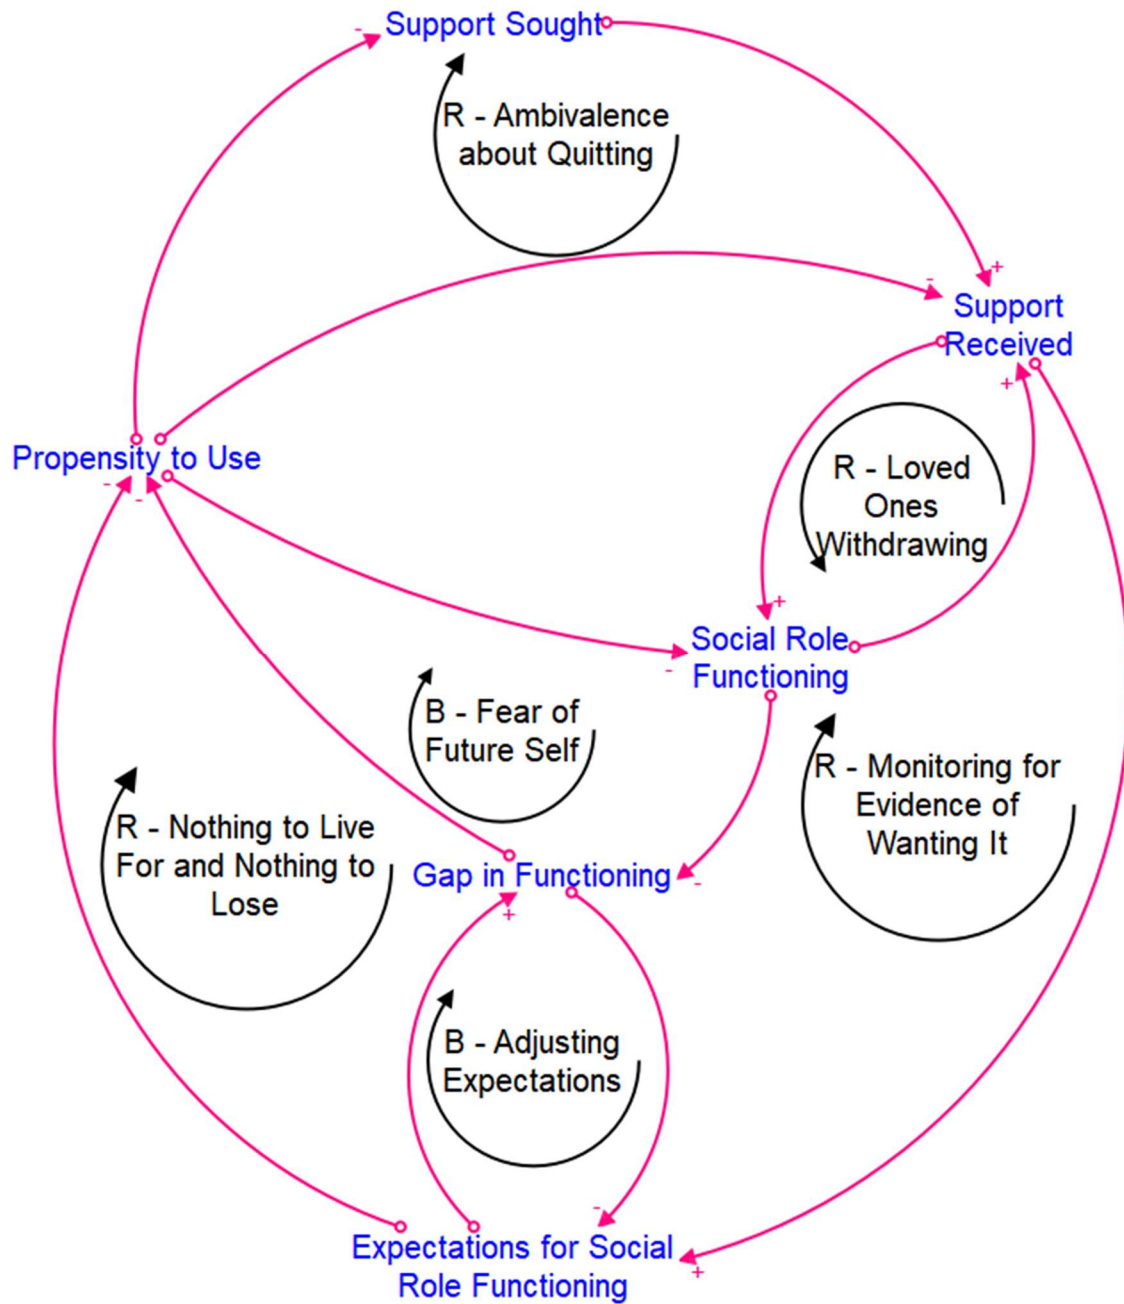 Support Sought
R - Ambivalence
about Quitting
Support
Received
Propensity to Use
R - Loved
Ones
Withdrawing
Social Role
Functioning
B - Fear of
Future Self
R - Monitoring for
Evidence of
Wanting It
R - Nothing to Live
For and Nothing to
Lose
Gap in Functioning
B - Adjusting
Expectations
Expectations for Social
Role Functioning